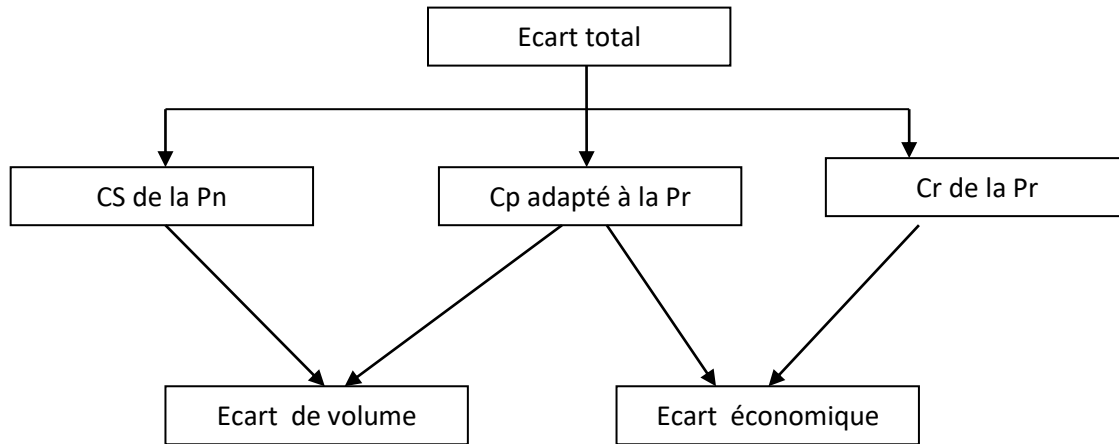 Ecart total
CS de la Pn
Cp adapté à la Pr
Cr de la Pr
Ecart de volume
Ecart économique